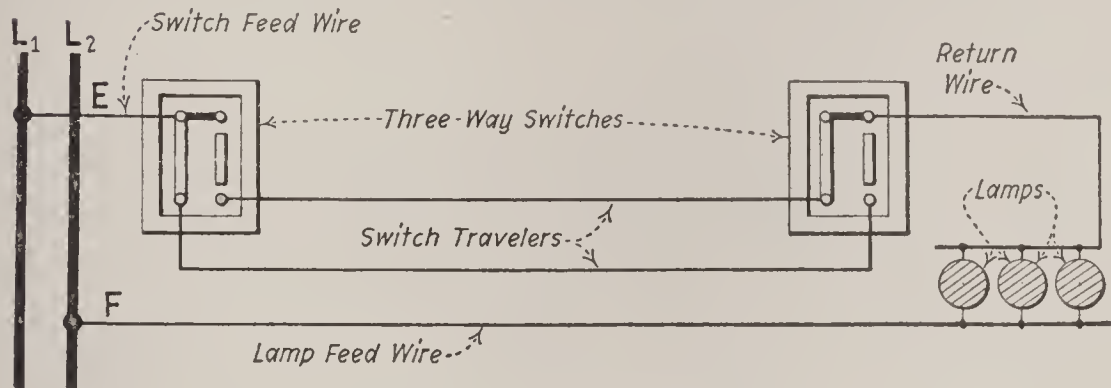 Switch Feed Wire
L1 L2
E
Return
Wire
Three-Way Switches
Lamps
Switch Travelers
F
Lamp Feed Wire